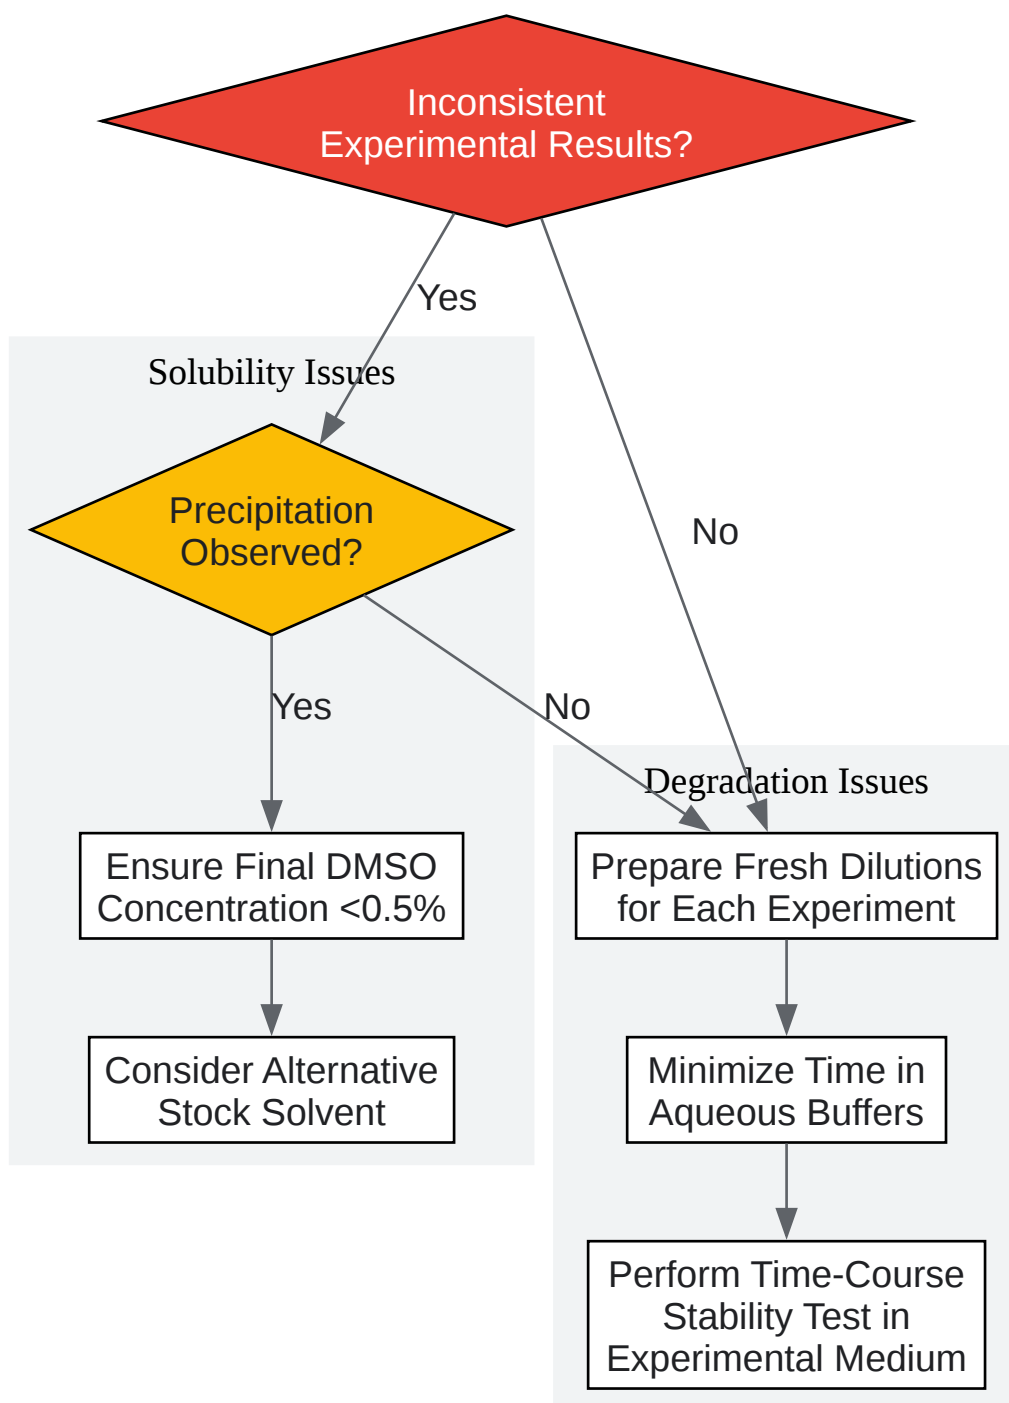 Inconsistent
Experimental Results?
Yes
Solubility Issues
Precipitation
Observed?
No
Yes
No
Degradation Issues
Ensure Final DMSO
Concentration <0.5%
Prepare Fresh Dilutions
for Each Experiment
Consider Alternative
Stock Solvent
Minimize Time in
Aqueous Buffers
Perform Time-Course
Stability Test in
Experimental Medium